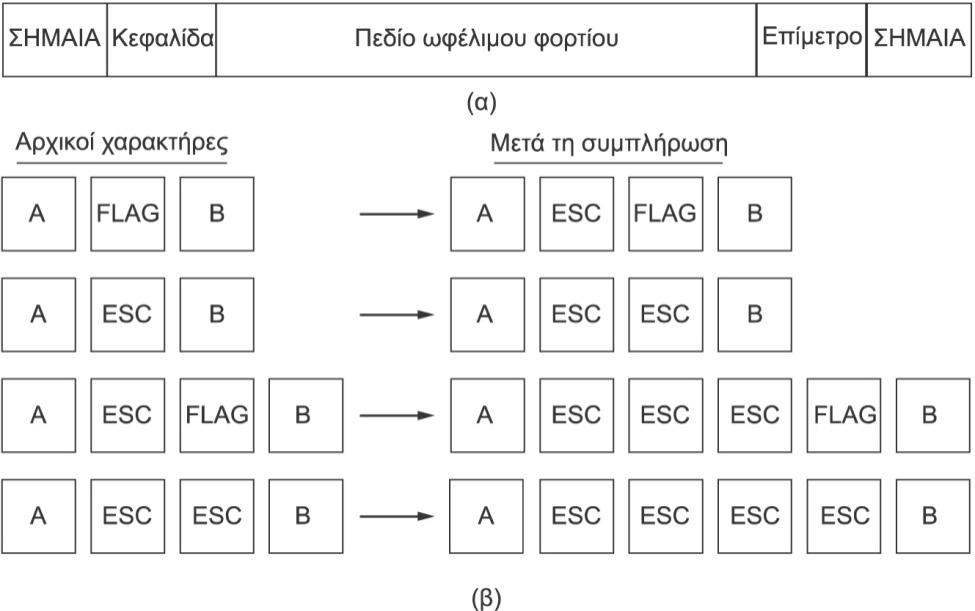 ΣΗΜΑΙΑ Κεφαλίδα Πεδίο ωφέλιμου φορτίου Επίμετρο ΣΗΜΑΙΑ
(α)
Αρχικοί χαρακτήρες Μετά τη συμπλήρωση
A FLAG B A ESC FLAG B
A ESC B A ESC ESC B
A ESC FLAG B A ESC ESC ESC FLAG B
A ESC ESC B A ESC ESC ESC ESC B
(β)